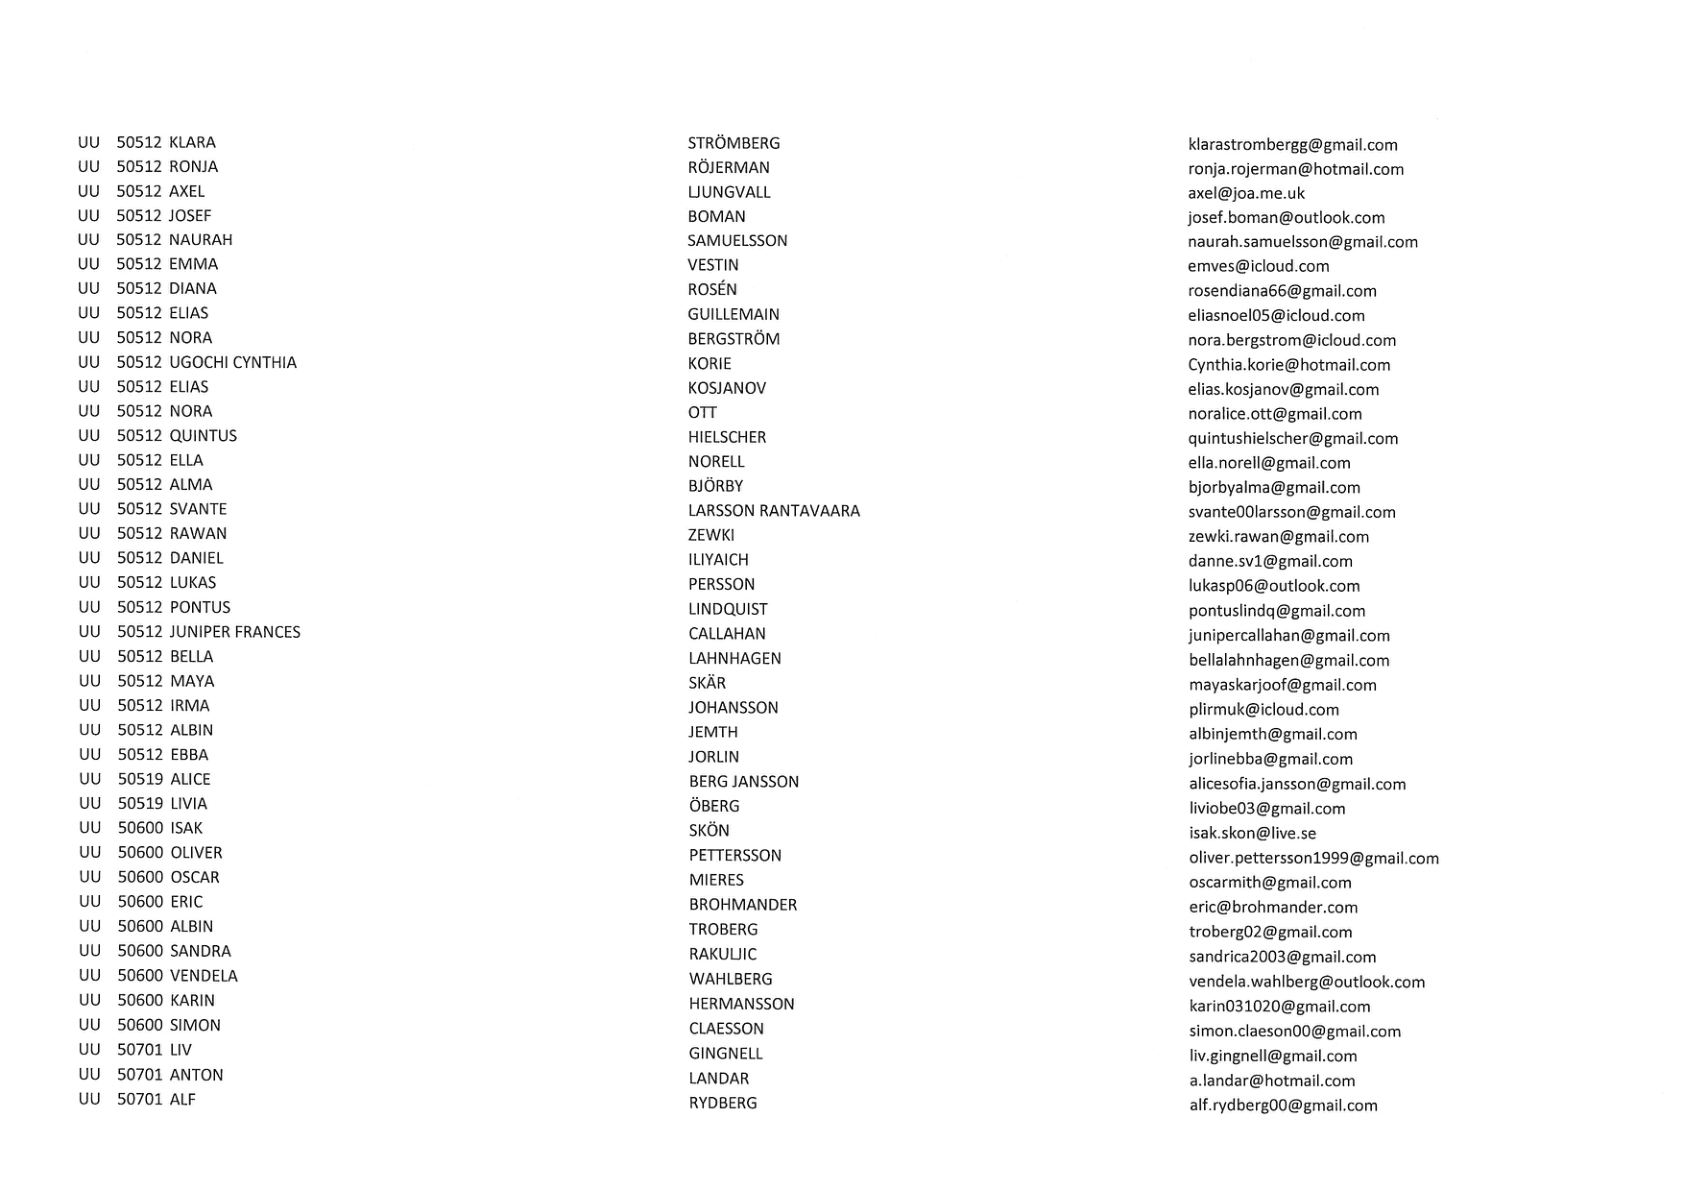 UU 50512 KLARA STRÖMBERG klarastrombergg@gmail.com
UU 50512 RONJA RÖJERMAN ronja.rojerman@hotmail.com
UU 50512 AXEL LJUNGVALL axel@joa.me.uk
UU 50512 JOSEF BOMAN josef.boman@outlook.com
UU 50512 NAURAH SAMUELSSON naurah.samuelsson@gmail.com
UU 50512 EMMA VESTIN emves@icloud.com
UU 50512 DIANA ROSÉN rosendiana66@gmail.com
UU 50512 ELIAS GUILLEMAIN eliasnoel05@icloud.com
UU 50512 NORA BERGSTRÖM nora.bergstrom@icloud.com
UU 50512 UGOCHI CYNTHIA KORIE Cynthia.korie@hotmail.com
UU 50512 ELIAS KOSJANOV elias.kosjanov@gmail.com
UU 50512 NORA OTT noralice.ott@gmail.com
UU 50512 QUINTUS HIELSCHER quintushielscher@gmail.com
UU 50512 ELLA NORELL ella.norell@gmail.com
UU 50512 ALMA BJÖRBY bjorbyalma@gmail.com
UU 50512 SVANTE LARSSON RANTAVAARA svante00larsson@gmail.com
UU 50512 RAWAN ZEWKI zewki.rawan@gmail.com
UU 50512 DANIEL ILIYAICH danne.sv1@gmail.com
UU 50512 LUKAS PERSSON lukasp06@outlook.com
UU 50512 PONTUS LINDQUIST pontuslindq@gmail.com
UU 50512 JUNIPER FRANCES CALLAHAN junipercallahan@gmail.com
UU 50512 BELLA LAHNHAGEN bellalahnhagen@gmail.com
UU 50512 MAYA SKÄR mayaskarjoof@gmail.com
UU 50512 IRMA JOHANSSON plirmuk@icloud.com
UU 50512 ALBIN JEMTH albinjemth@gmail.com
UU 50512 EBBA JORLIN jorlinebba@gmail.com
UU 50519 ALICE BERG JANSSON alicesofia.jansson@gmail.com
UU 50519 LIVIA ÖBERG liviobe03@gmail.com
UU 50600 ISAK SKÖN isak.skon@live.se
UU 50600 OLIVER PETTERSSON oliver.pettersson1999@gmail.com
UU 50600 OSCAR MIERES oscarmith@gmail.com
UU 50600 ERIC BROHMANDER eric@brohmander.com
UU 50600 ALBIN TROBERG troberg02@gmail.com
UU 50600 SANDRA RAKULJIC sandrica2003@gmail.com
UU 50600 VENDELA WAHLBERG vendela.wahlberg@outlook.com
UU 50600 KARIN HERMANSSON karin031020@gmail.com
UU 50600 SIMON CLAESSON simon.claeson00@gmail.com
UU 50701 LIV GINGNELL liv.gingnell@gmail.com
UU 50701 ANTON LANDAR a.landar@hotmail.com
UU 50701 ALF RYDBERG alf.rydberg00@gmail.com